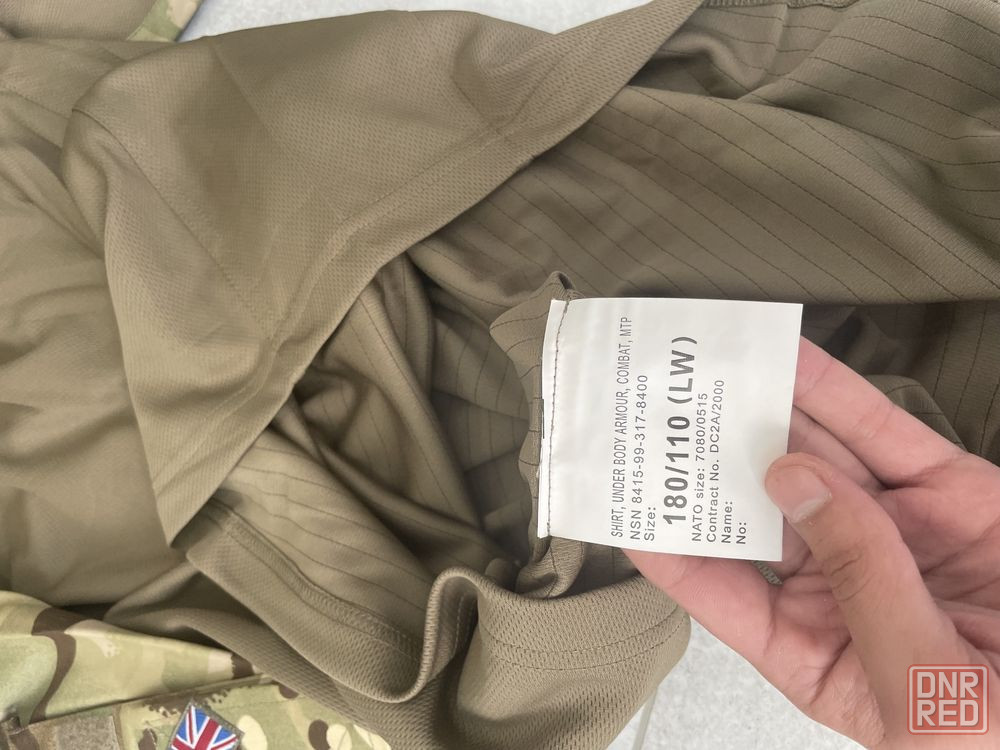 SHIRT, UNDER BODY ARMOUR, COMBAT, MTP
NSN 8415-99-317-8400
Size:
180/110 (LW)
NATO size: 7080/0515
Contract No. DC2A/2000
Name:
No:
DNR
RED